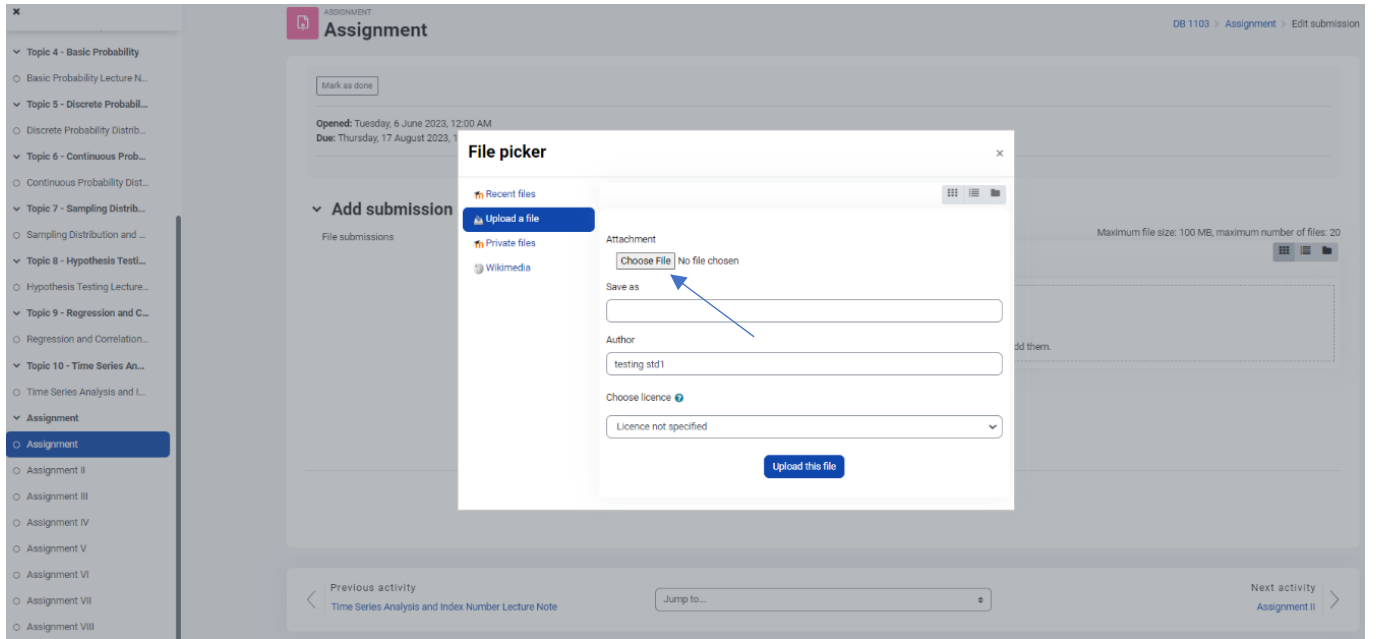 ×
Topic 4 - Basic Probability
Basic Probability Lecture N...
Topic 5 - Discrete Probabil...
Discrete Probability Distrib...
Topic 6 - Continuous Prob...
Continuous Probability Dist...
Topic 7 - Sampling Distrib...
Sampling Distribution and ...
Topic 8 - Hypothesis Testi...
Hypothesis Testing Lecture...
Topic 9 - Regression and C...
Regression and Correlation...
Topic 10 - Time Series An...
Time Series Analysis and I...
Assignment
Assignment
Assignment II
Assignment III
Assignment IV
Assignment V
Assignment VI
Assignment VII
Assignment VIII
ASSIGNMENT
Assignment
DB 1103 > Assignment > Edit submission
Mark as done
Opened: Tuesday, 6 June 2023, 12:00 AM
Due: Thursday, 17 August 2023, 1
Add submission
File submissions
Maximum file size: 100 MB, maximum number of files: 20
dd them.
File picker ×
Recent files
Upload a file
Private files
Wikimedia
Attachment
Choose File No file chosen
Save as
Author
testing std1
Choose licence ?
Licence not specified
Upload this file
Previous activity
Time Series Analysis and Index Number Lecture Note
Jump to...
Next activity
Assignment II